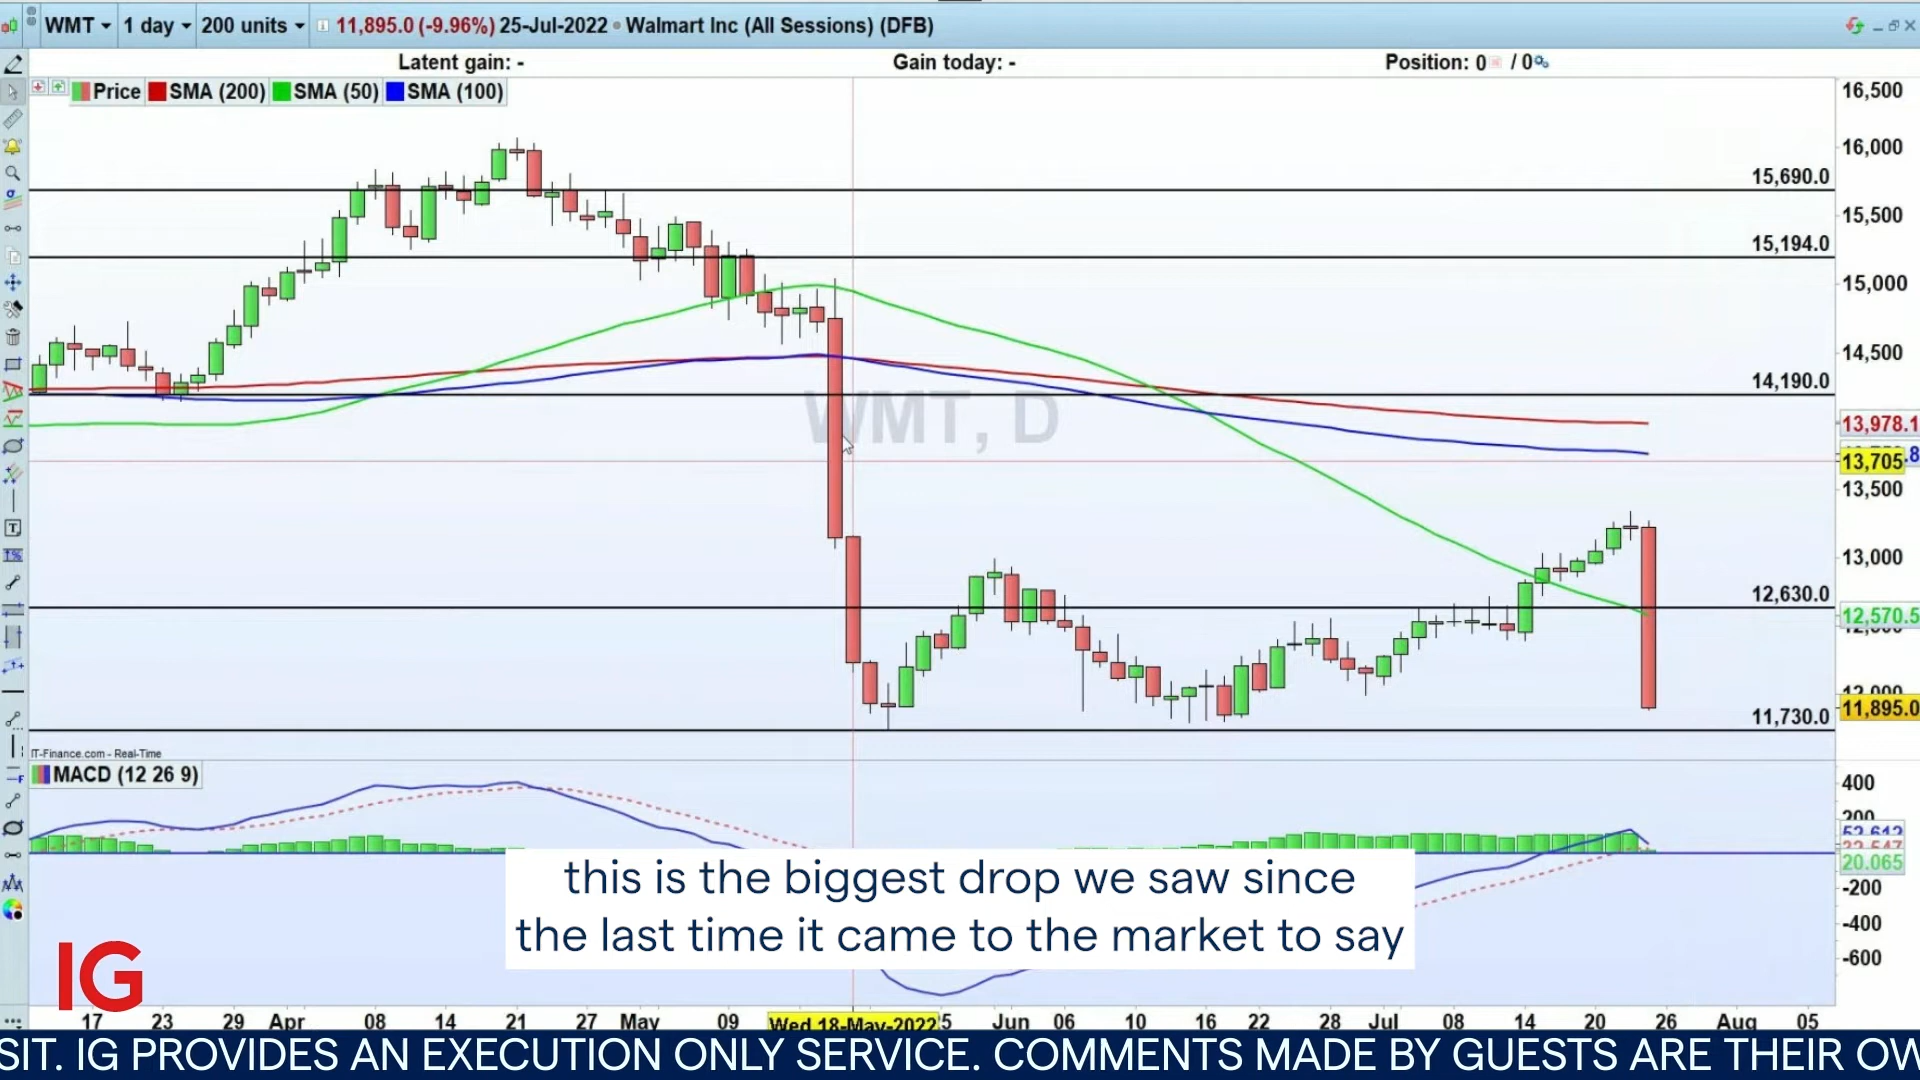 WMT 1 day 200 units 11,895.0 (-9.96%) 25-Jul-2022 Walmart Inc (All Sessions) (DFB)
Latent gain: - Gain today: - Position: 0 / 0
Price SMA (200) SMA (50) SMA (100)
16,500
16,000
15,690.0
15,500
15,194.0
15,000
14,500
14,190.0
WMT, D
13,978.1
13,705
13,500
13,000
12,630.0
12,570.5
11,895.0
11,730.0
IT-Finance.com - Real-Time
MACD (12 26 9)
400
200
20.065
-200
-400
-600
this is the biggest drop we saw since
the last time it came to the market to say
IG
17 23 29 Apr 08 14 21 27 May 09 Wed 18-May-2022 Jun 06 10 16 22 28 Jul 08 14 20 26 Aug 05
SIT. IG PROVIDES AN EXECUTION ONLY SERVICE. COMMENTS MADE BY GUESTS ARE THEIR OW